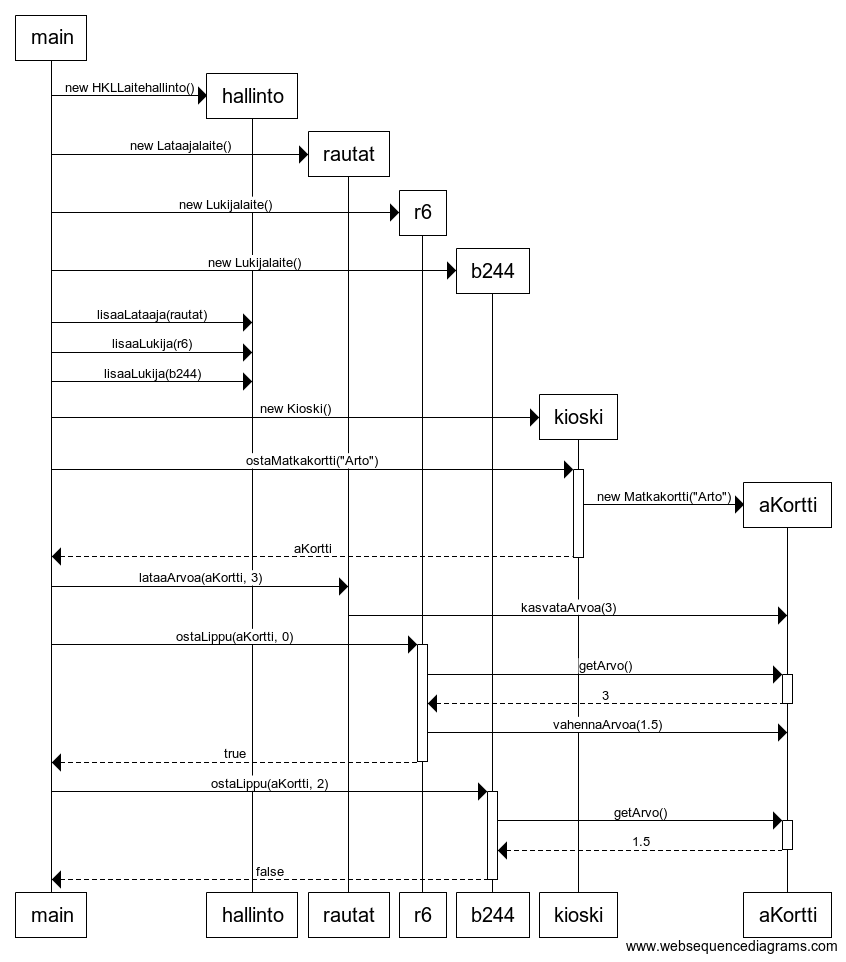 main
new HKLLaitehallinto()
hallinto
new Lataajalaite()
rautat
new Lukijalaite()
r6
new Lukijalaite()
b244
lisaaLataaja(rautat)
lisaaLukija(r6)
lisaaLukija(b244)
new Kioski()
kioski
ostaMatkakortti("Arto")
new Matkakortti("Arto")
aKortti
aKortti
lataaArvoa(aKortti, 3)
kasvataArvoa(3)
ostaLippu(aKortti, 0)
getArvo()
3
vahennaArvoa(1.5)
true
ostaLippu(aKortti, 2)
getArvo()
1.5
false
main hallinto rautat r6 b244 kioski aKortti
www.websequencediagrams.com